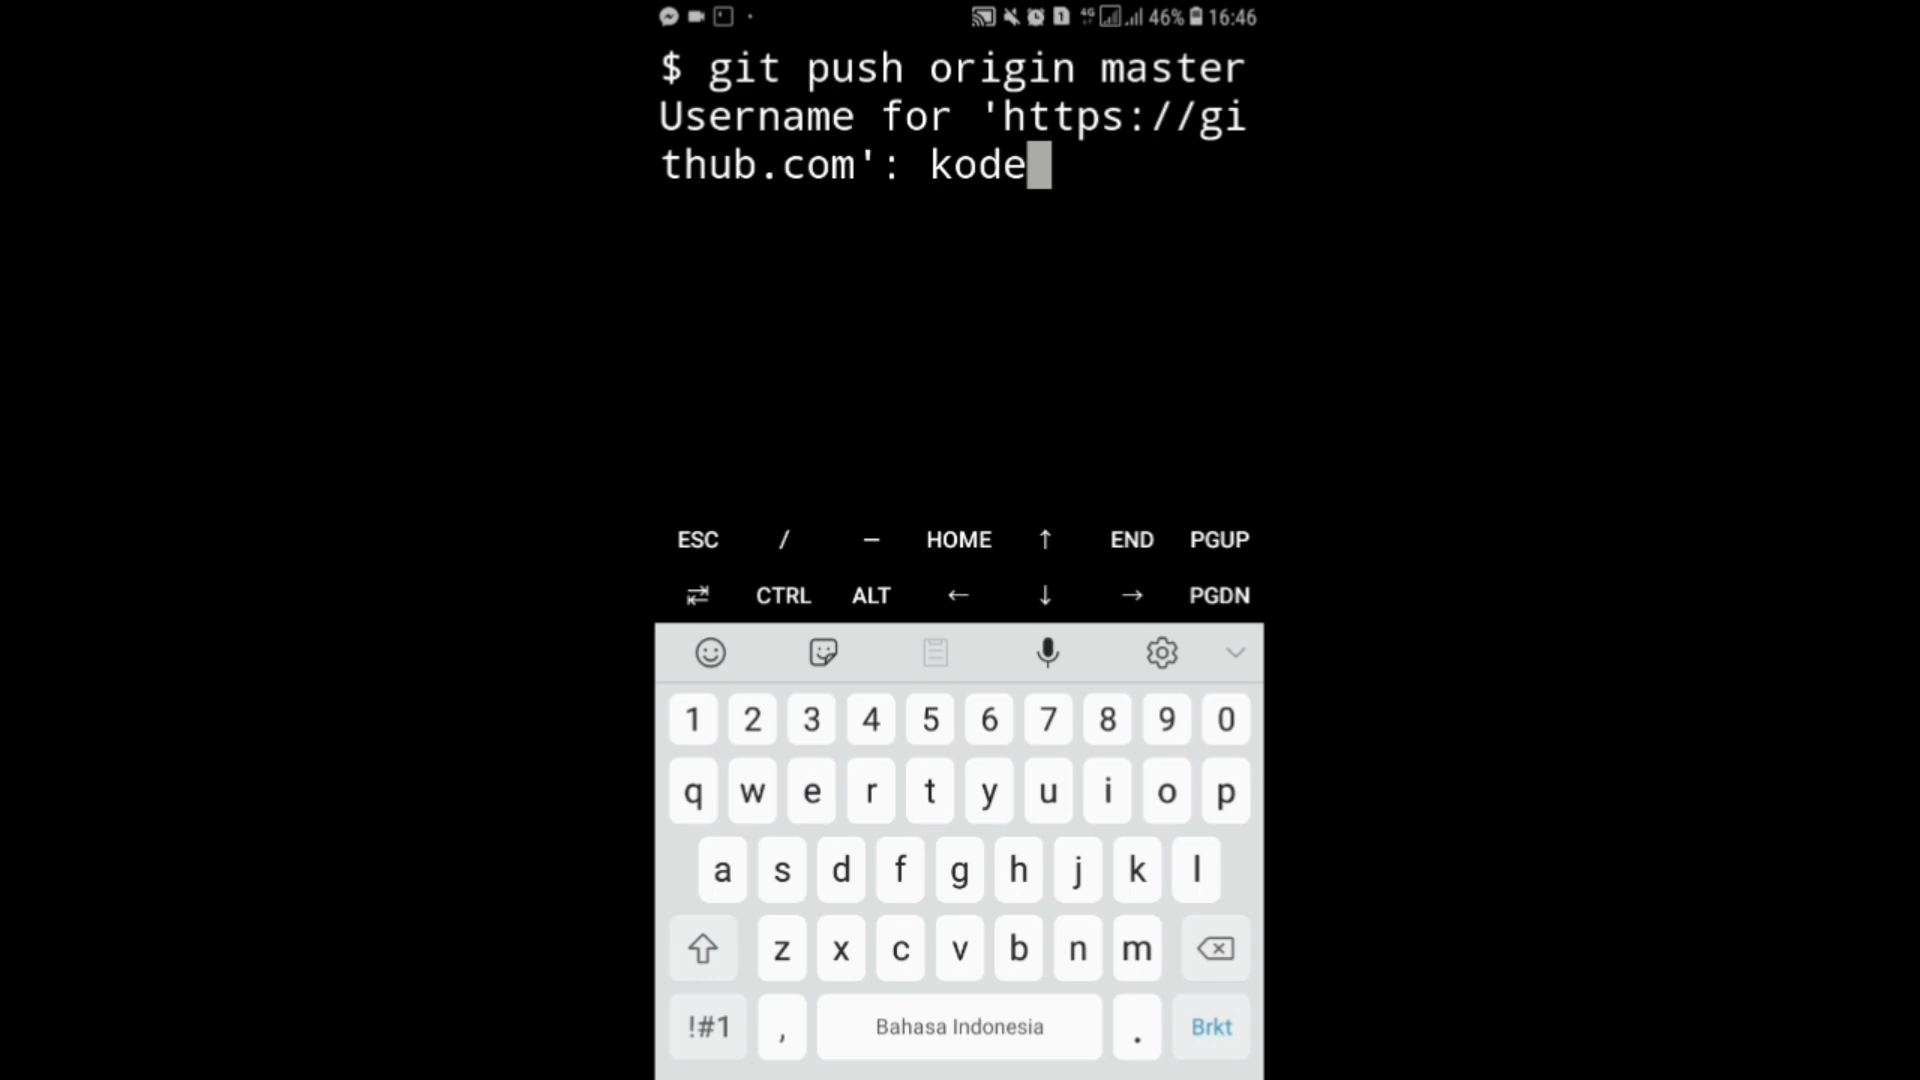 46% 16:46
$ git push origin master
Username for 'https://gi
thub.com': kode
ESC / — HOME ↑ END PGUP
⇄ CTRL ALT ← ↓ → PGDN
1 2 3 4 5 6 7 8 9 0
q w e r t y u i o p
a s d f g h j k l
z x c v b n m
!#1 , Bahasa Indonesia . Brkt